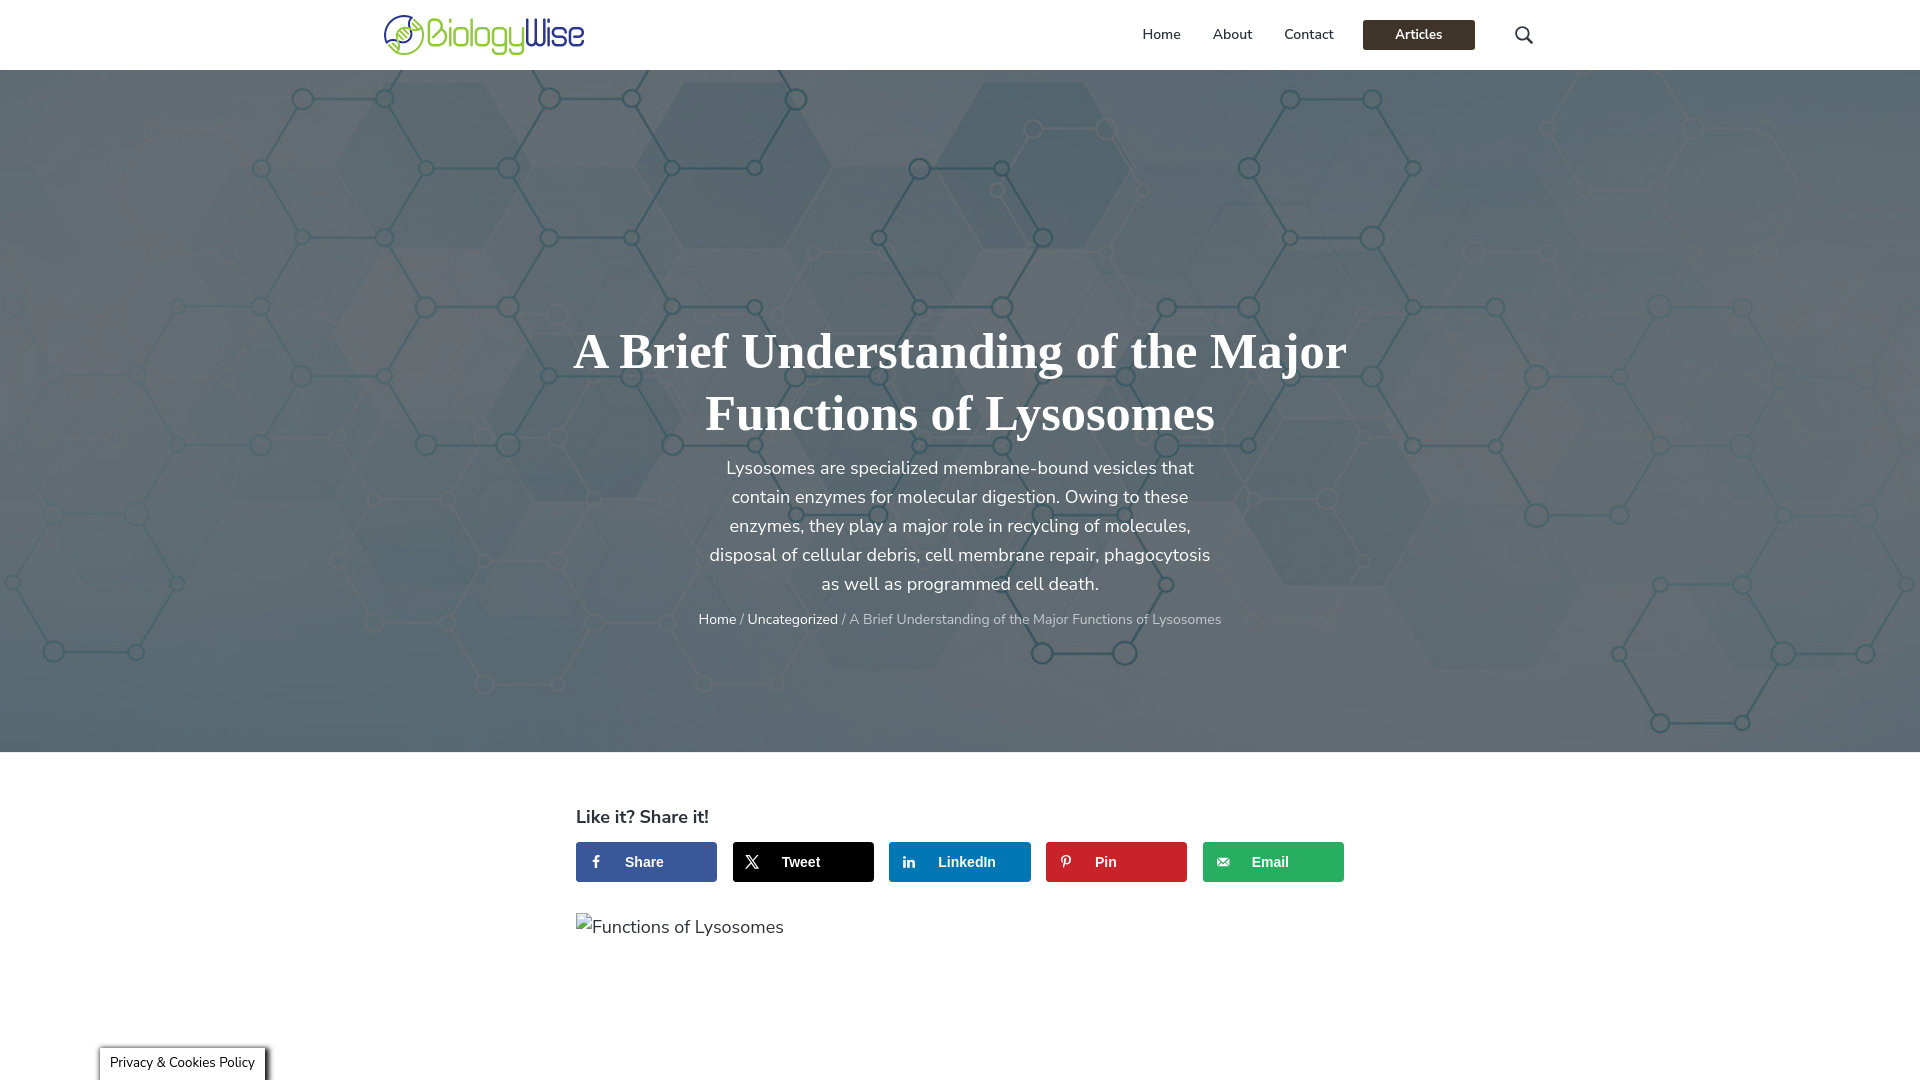 BiologyWise
Home
About
Contact
Articles
A Brief Understanding of the Major
Functions of Lysosomes
Lysosomes are specialized membrane-bound vesicles that
contain enzymes for molecular digestion. Owing to these
enzymes, they play a major role in recycling of molecules,
disposal of cellular debris, cell membrane repair, phagocytosis
as well as programmed cell death.
Home / Uncategorized / A Brief Understanding of the Major Functions of Lysosomes
Like it? Share it!
Share
Tweet
LinkedIn
Pin
Email
Functions of Lysosomes
Privacy & Cookies Policy